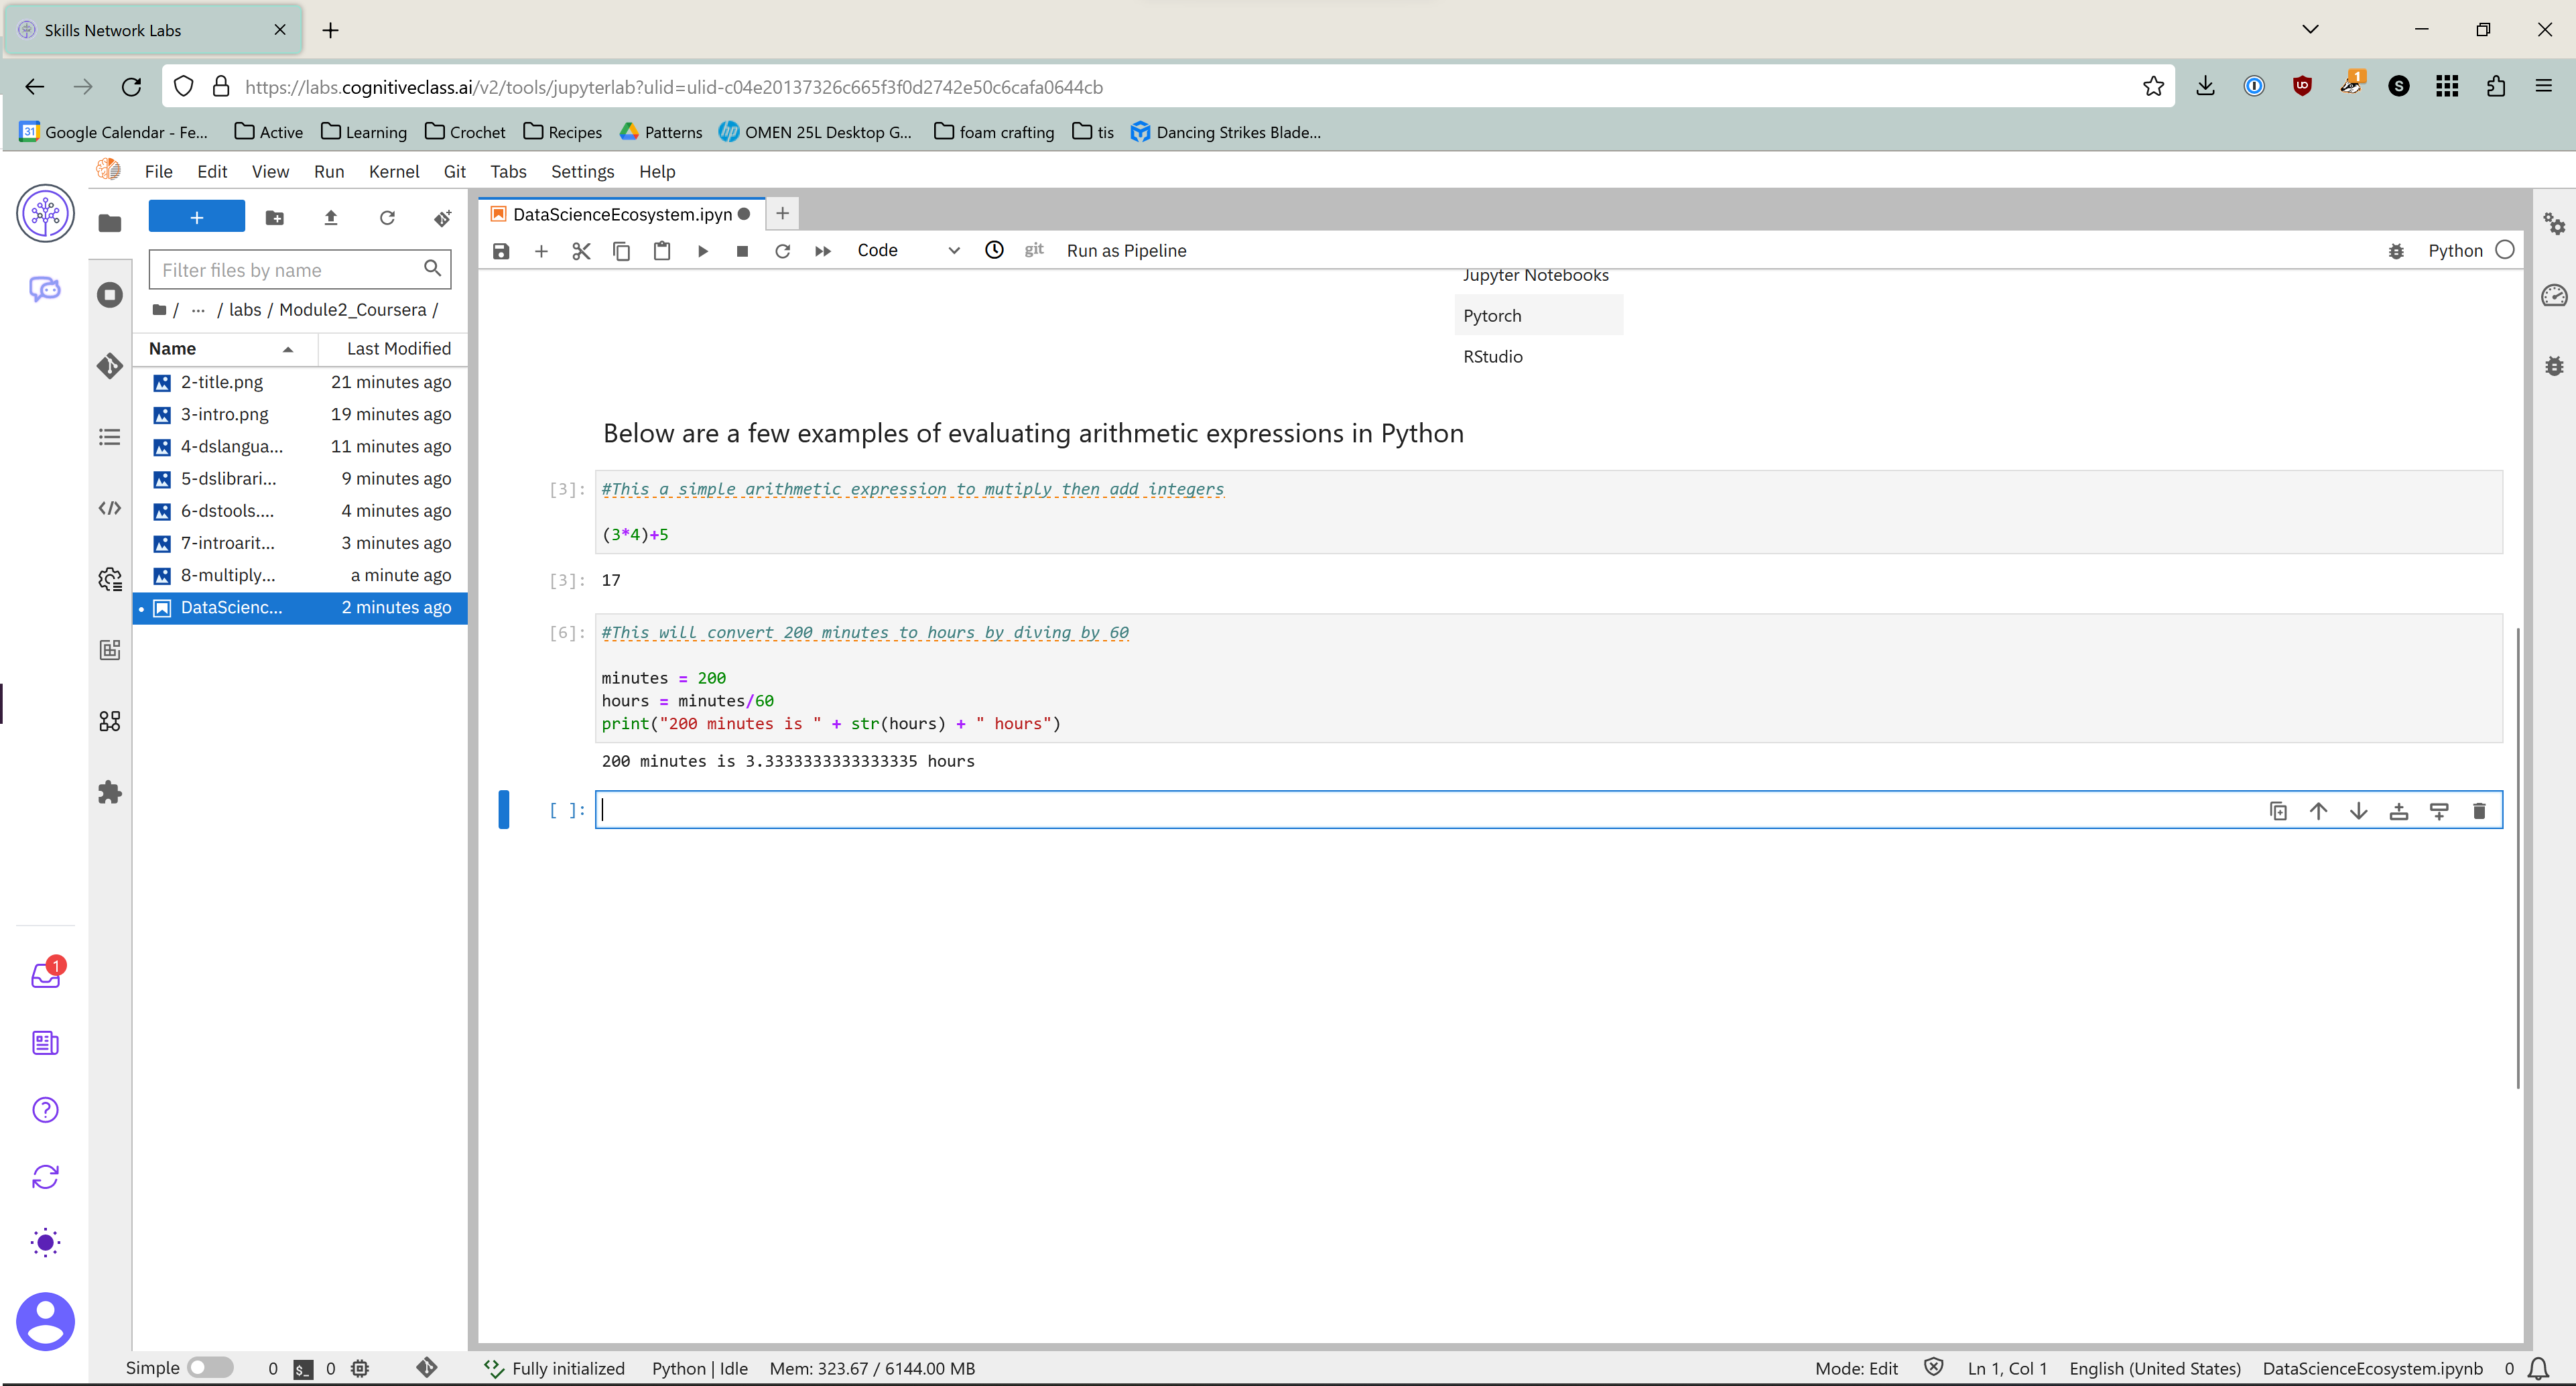 Skills Network Labs
https://labs.cognitiveclass.ai/v2/tools/jupyterlab?ulid=ulid-c04e20137326c665f3f0d2742e50c6cafa0644cb
1
S
31 Google Calendar - Fe... Active Learning Crochet Recipes Patterns OMEN 25L Desktop G... foam crafting tis Dancing Strikes Blade...
File Edit View Run Kernel Git Tabs Settings Help
DataScienceEcosystem.ipyn
Code git Run as Pipeline Python
Filter files by name
/ ... / labs / Module2_Coursera /
Name Last Modified
2-title.png 21 minutes ago
3-intro.png 19 minutes ago
4-dslangua... 11 minutes ago
5-dslibrari... 9 minutes ago
6-dstools.... 4 minutes ago
7-introarit... 3 minutes ago
8-multiply... a minute ago
DataScienc... 2 minutes ago
Jupyter Notebooks
Pytorch
RStudio
Below are a few examples of evaluating arithmetic expressions in Python
[3]: #This a simple arithmetic expression to mutiply then add integers
(3*4)+5
[3]: 17
[6]: #This will convert 200 minutes to hours by diving by 60
minutes = 200
hours = minutes/60
print("200 minutes is " + str(hours) + " hours")
200 minutes is 3.3333333333333335 hours
[ ]:
1
Simple 0 $_ 0 Fully initialized Python | Idle Mem: 323.67 / 6144.00 MB Mode: Edit Ln 1, Col 1 English (United States) DataScienceEcosystem.ipynb 0